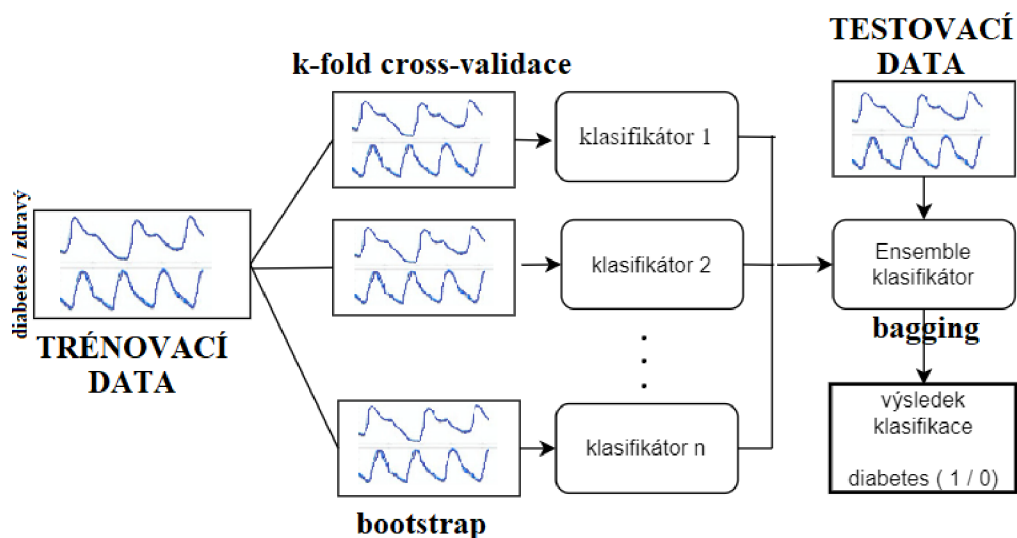 TESTOVACÍ
DATA
k-fold cross-validace
klasifikátor 1
diabetes / zdravý
klasifikátor 2
Ensemble
klasifikátor
bagging
TRÉNOVACÍ
DATA
výsledek
klasifikace
diabetes ( 1 / 0)
klasifikátor n
bootstrap